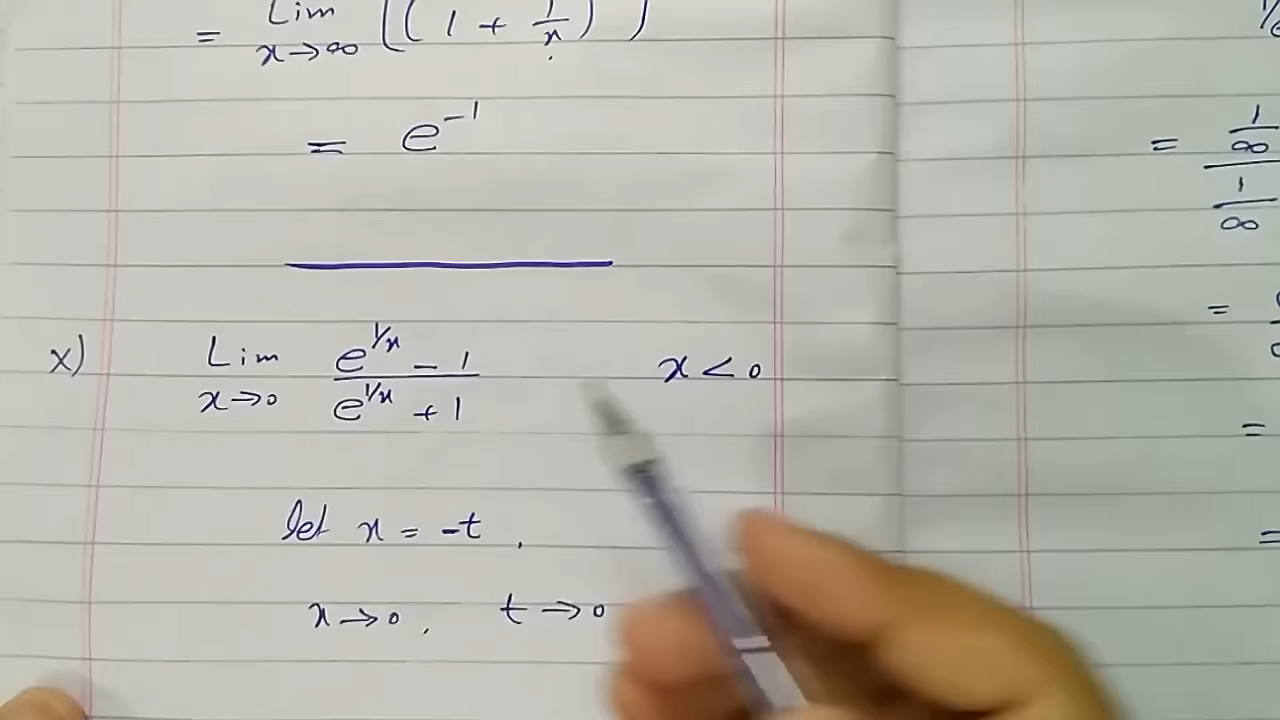 = Lim x→∞ ((1 + 1/x) )
= e^-1
x) Lim x→0 (e^1/x - 1)/(e^1/x + 1) x < 0
let x = -t ,
x→0 , t→0
= 1/∞
1/∞
=
=
=